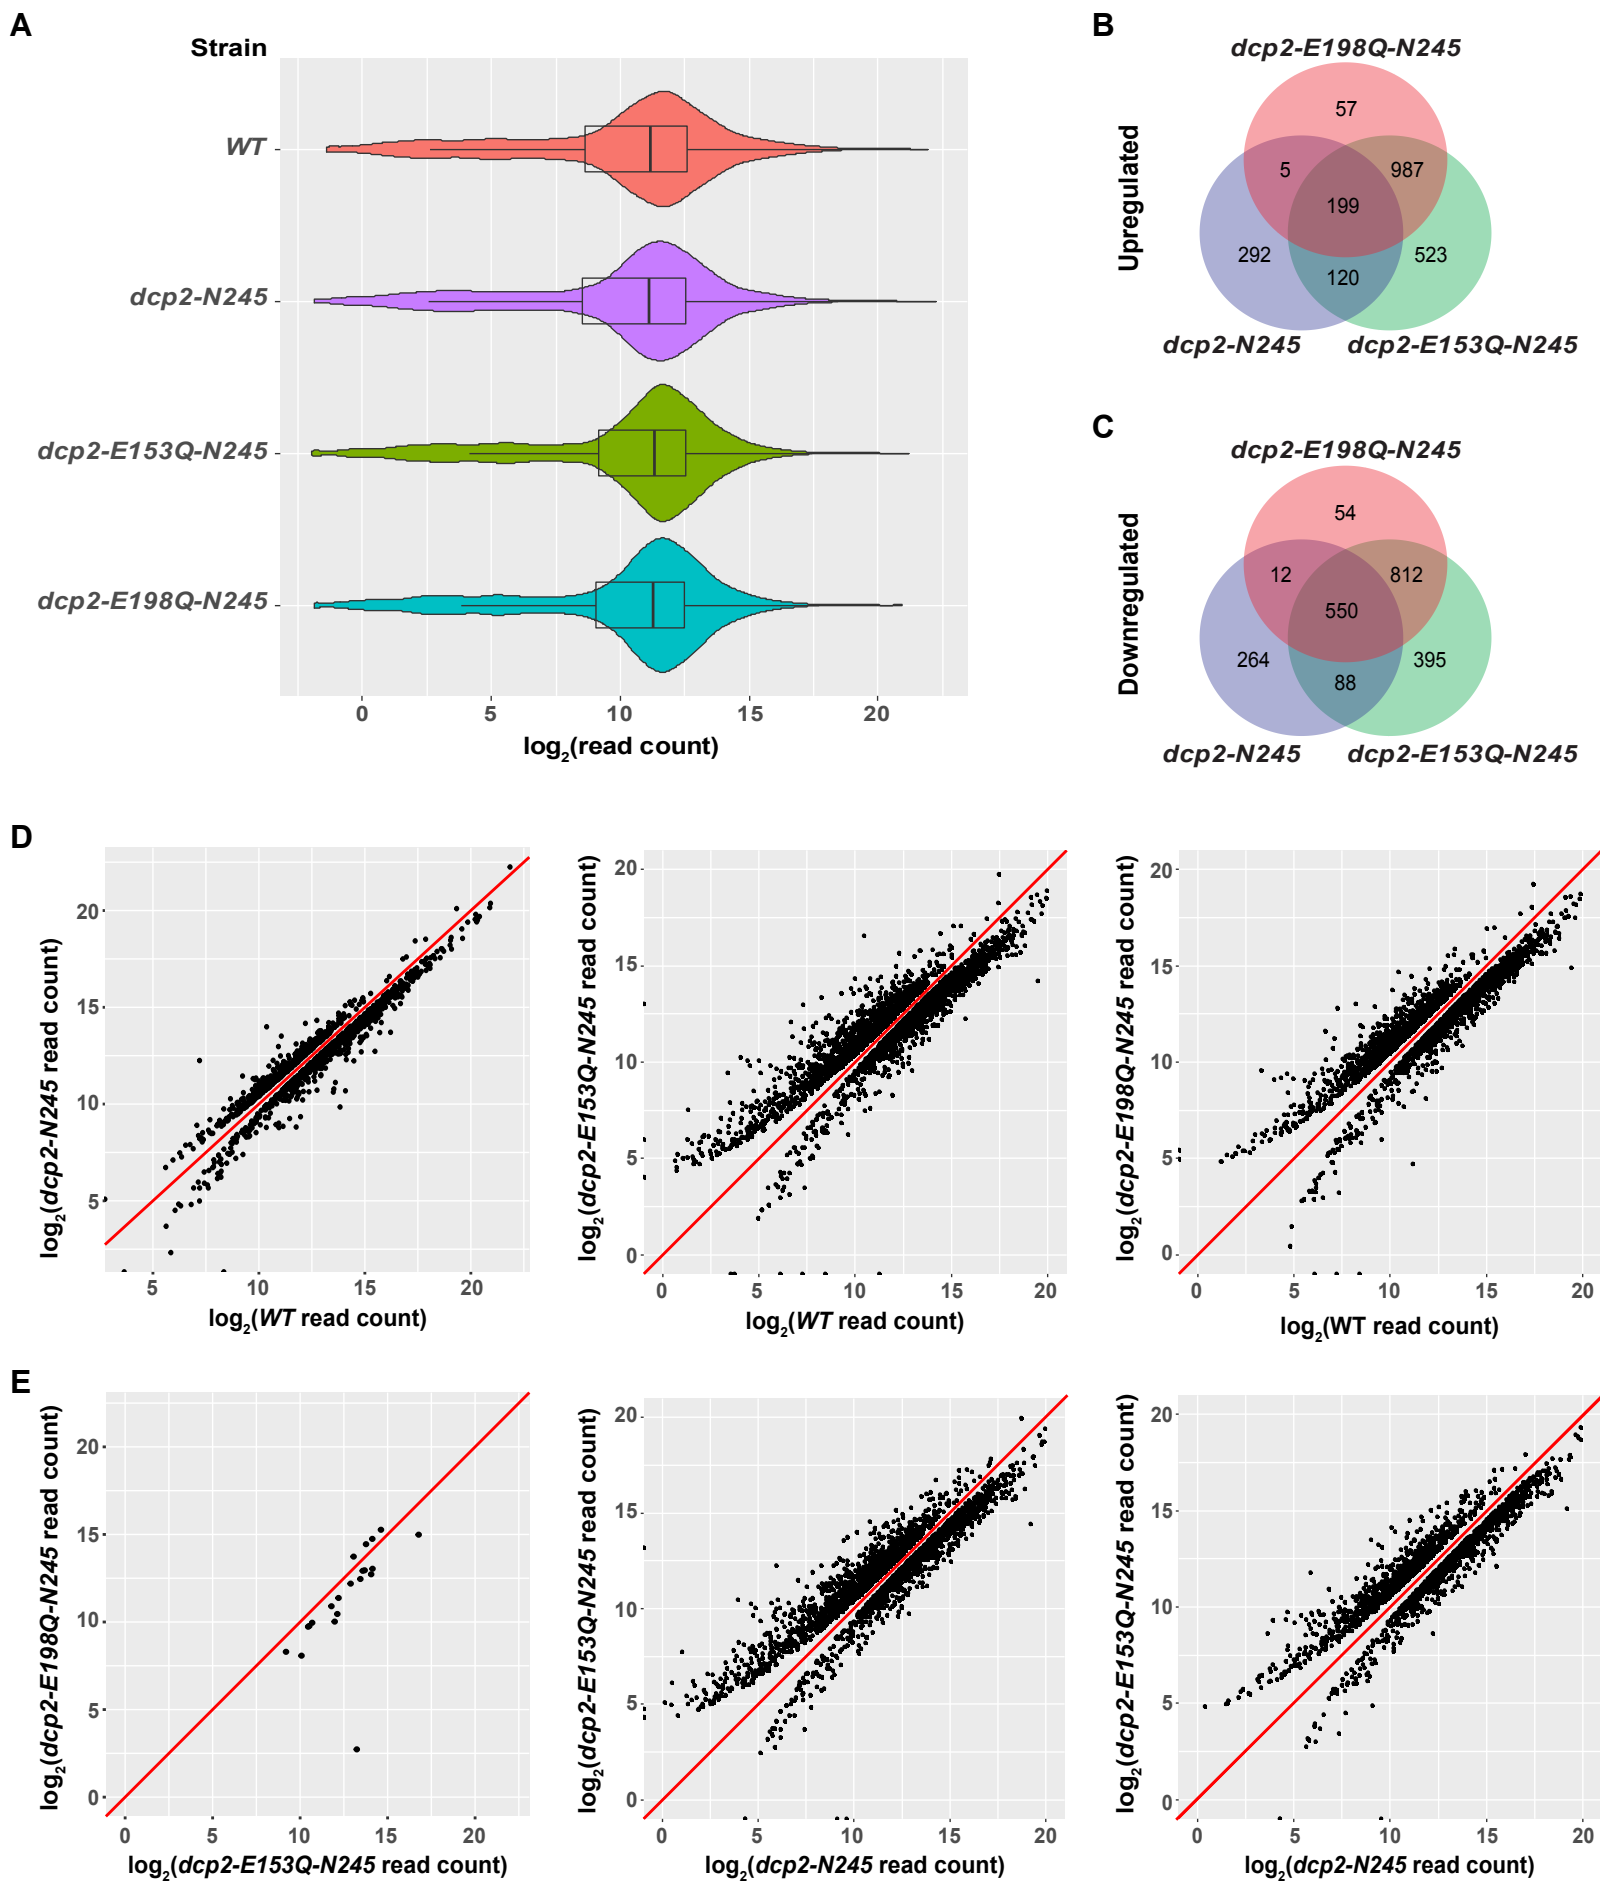 A
Strain
WT
dcp2-N245
dcp2-E153Q-N245
dcp2-E198Q-N245
0 5 10 15 20
log2(read count)
B
Upregulated
dcp2-E198Q-N245
57
5 987
199
292 523
120
dcp2-N245 dcp2-E153Q-N245
C
Downregulated
dcp2-E198Q-N245
54
12 812
550
264 395
88
dcp2-N245 dcp2-E153Q-N245
D
log2(dcp2-N245 read count)
20
15
10
5
5 10 15 20
log2(WT read count)
log2(dcp2-E153Q-N245 read count)
20
15
10
5
0
0 5 10 15 20
log2(WT read count)
log2(dcp2-E198Q-N245 read count)
20
15
10
5
0
0 5 10 15 20
log2(WT read count)
E
log2(dcp2-E198Q-N245 read count)
20
15
10
5
0
0 5 10 15 20
log2(dcp2-E153Q-N245 read count)
log2(dcp2-E153Q-N245 read count)
20
15
10
5
0
0 5 10 15 20
log2(dcp2-N245 read count)
log2(dcp2-E153Q-N245 read count)
20
15
10
5
0
0 5 10 15 20
log2(dcp2-N245 read count)